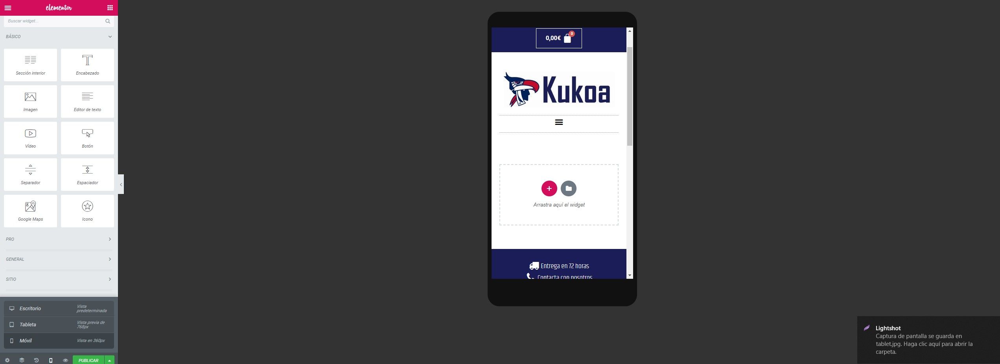 elementor
Buscar widget...
BÁSICO
Sección interior
Encabezado
Imagen
Editor de texto
Vídeo
Botón
Separador
Espaciador
Google Maps
Icono
PRO
GENERAL
SITIO
Escritorio
Vista
predeterminada
Tableta
Vista previa de
768px
Móvil
Vista en 360px
PUBLICAR
0,00€
0
Kukoa
Arrastra aquí el widget
Entrega en 72 horas
Contacta con nosotros
Lightshot
Captura de pantalla se guarda en
tablet.jpg. Haga clic aquí para abrir la
carpeta.